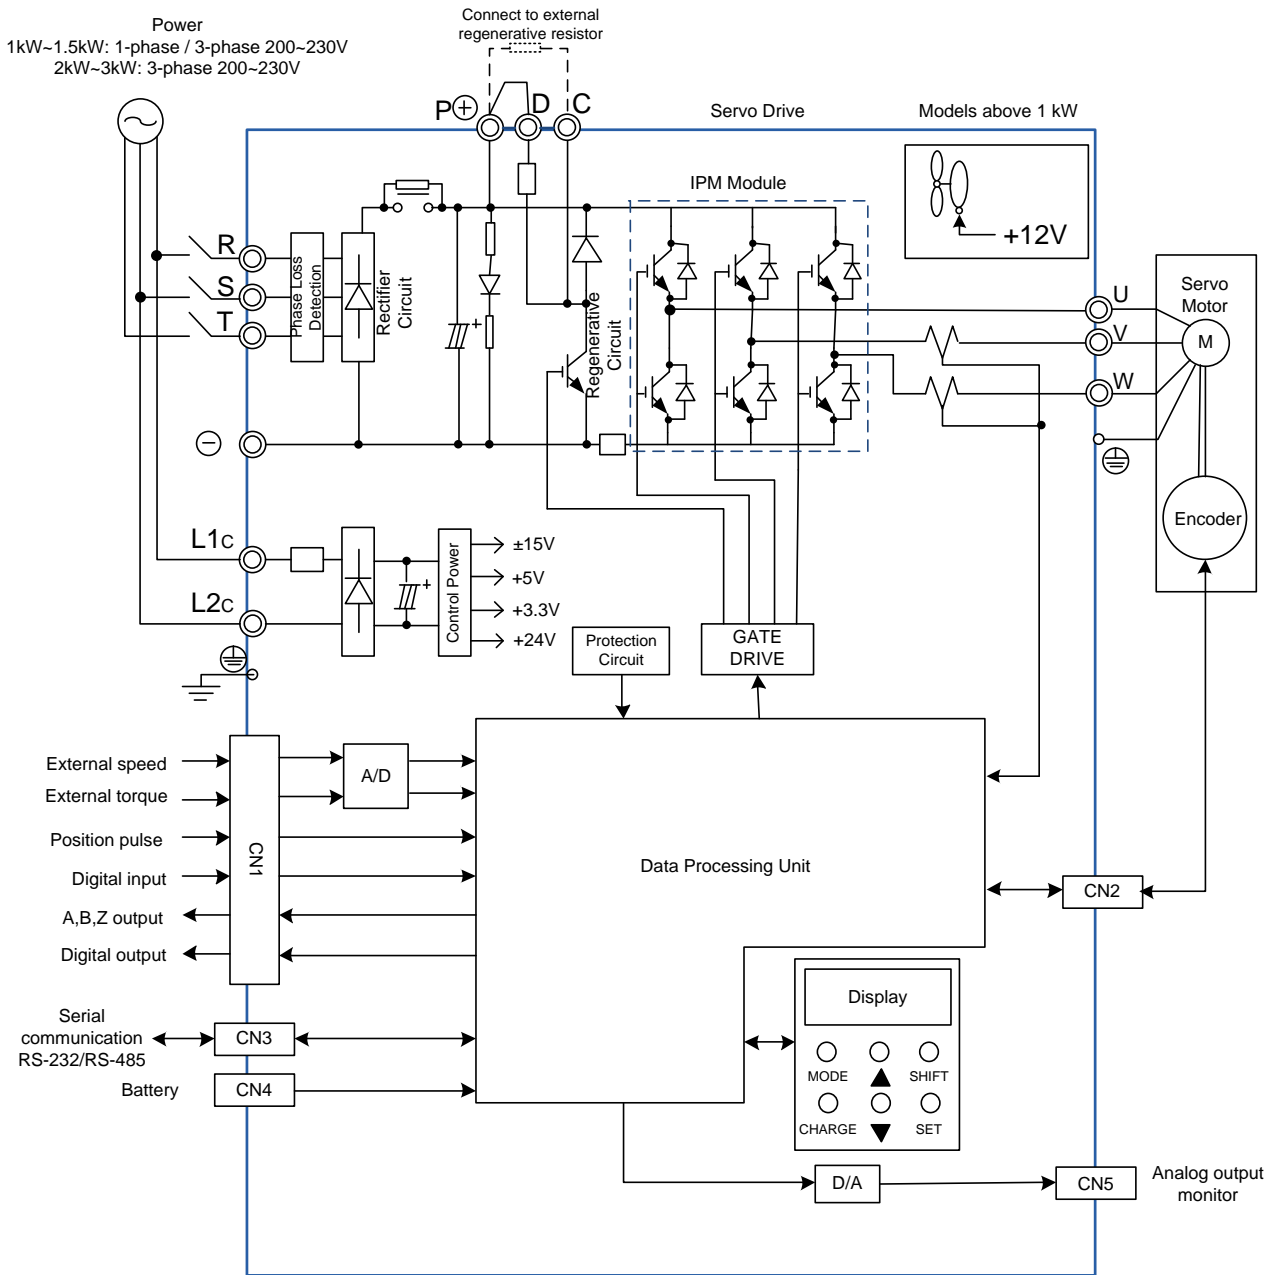 Power
1kW~1.5kW: 1-phase / 3-phase 200~230V
2kW~3kW: 3-phase 200~230V
Connect to external
regenerative resistor
P
D
C
Servo Drive
Models above 1 kW
+12V
IPM Module
R
S
T
Phase Loss
Detection
Rectifier
Circuit
+
Regenerative
Circuit
U
V
W
Servo
Motor
M
Encoder
L1c
L2c
+
Control Power
±15V
+5V
+3.3V
+24V
Protection
Circuit
GATE
DRIVE
External speed
External torque
Position pulse
Digital input
A,B,Z output
Digital output
CN1
A/D
Data Processing Unit
CN2
Serial
communication
RS-232/RS-485
CN3
Battery
CN4
Display
MODE
SHIFT
CHARGE
SET
D/A
CN5
Analog output
monitor